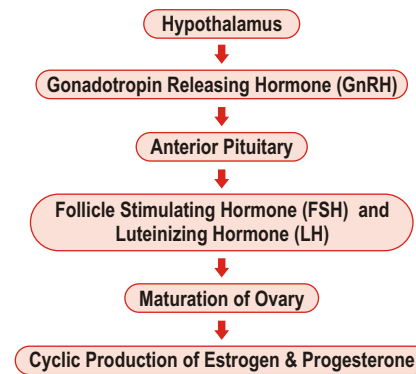 Hypothalamus
Gonadotropin Releasing Hormone (GnRH)
Anterior Pituitary
Follicle Stimulating Hormone (FSH) and
Luteinizing Hormone (LH)
Maturation of Ovary
Cyclic Production of Estrogen & Progesterone